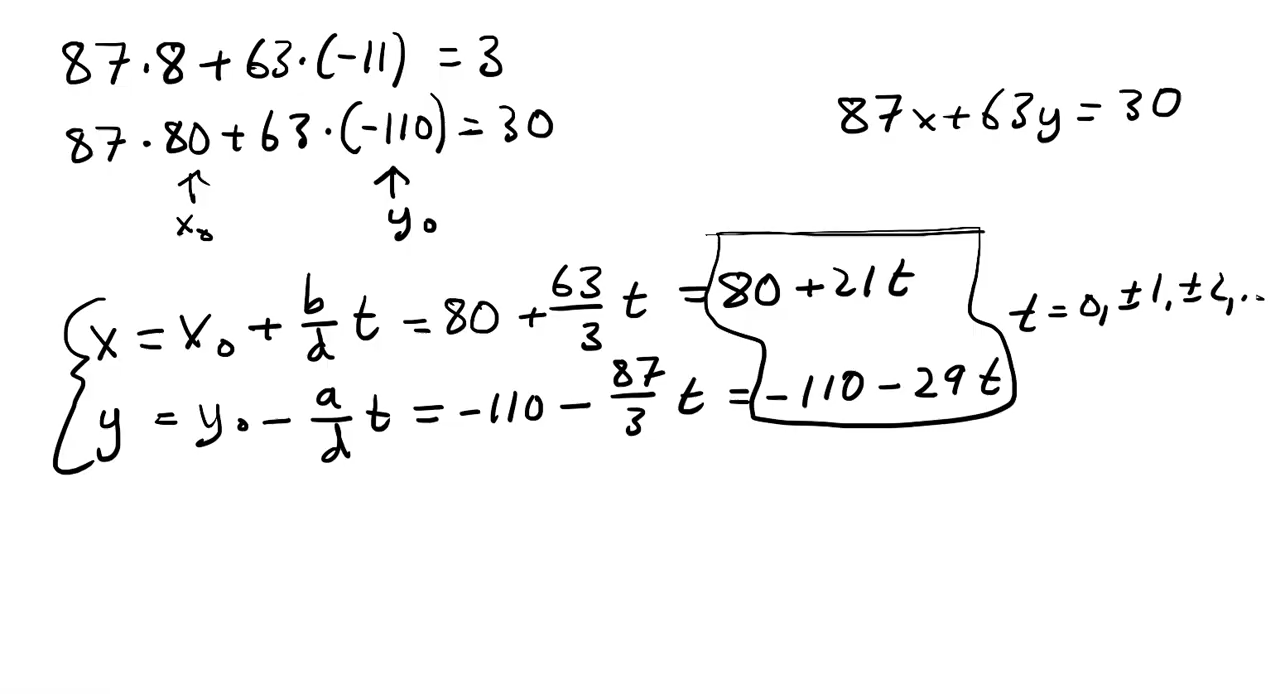 87·8 + 63·(-11) = 3
87·80 + 63·(-110) = 30
87x + 63y = 30
↑ ↑
x₀ y₀
{ x = x₀ + b/d t = 80 + 63/3 t = 80 + 21t
t = 0, ±1, ±2, ..
y = y₀ - a/d t = -110 - 87/3 t = -110 - 29t